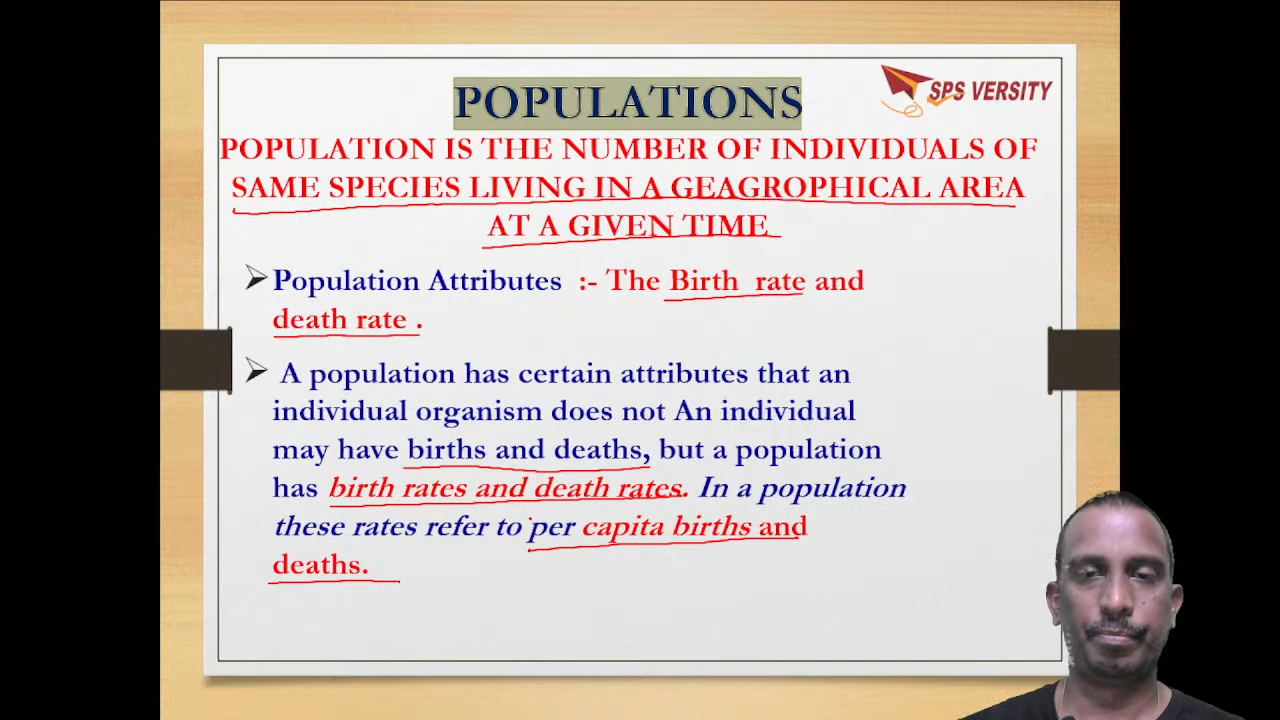 POPULATIONS
SPS VERSITY
POPULATION IS THE NUMBER OF INDIVIDUALS OF
SAME SPECIES LIVING IN A GEAGROPHICAL AREA
AT A GIVEN TIME
Population Attributes :- The Birth rate and
death rate .
A population has certain attributes that an
individual organism does not An individual
may have births and deaths, but a population
has birth rates and death rates. In a population
these rates refer to per capita births and
deaths.